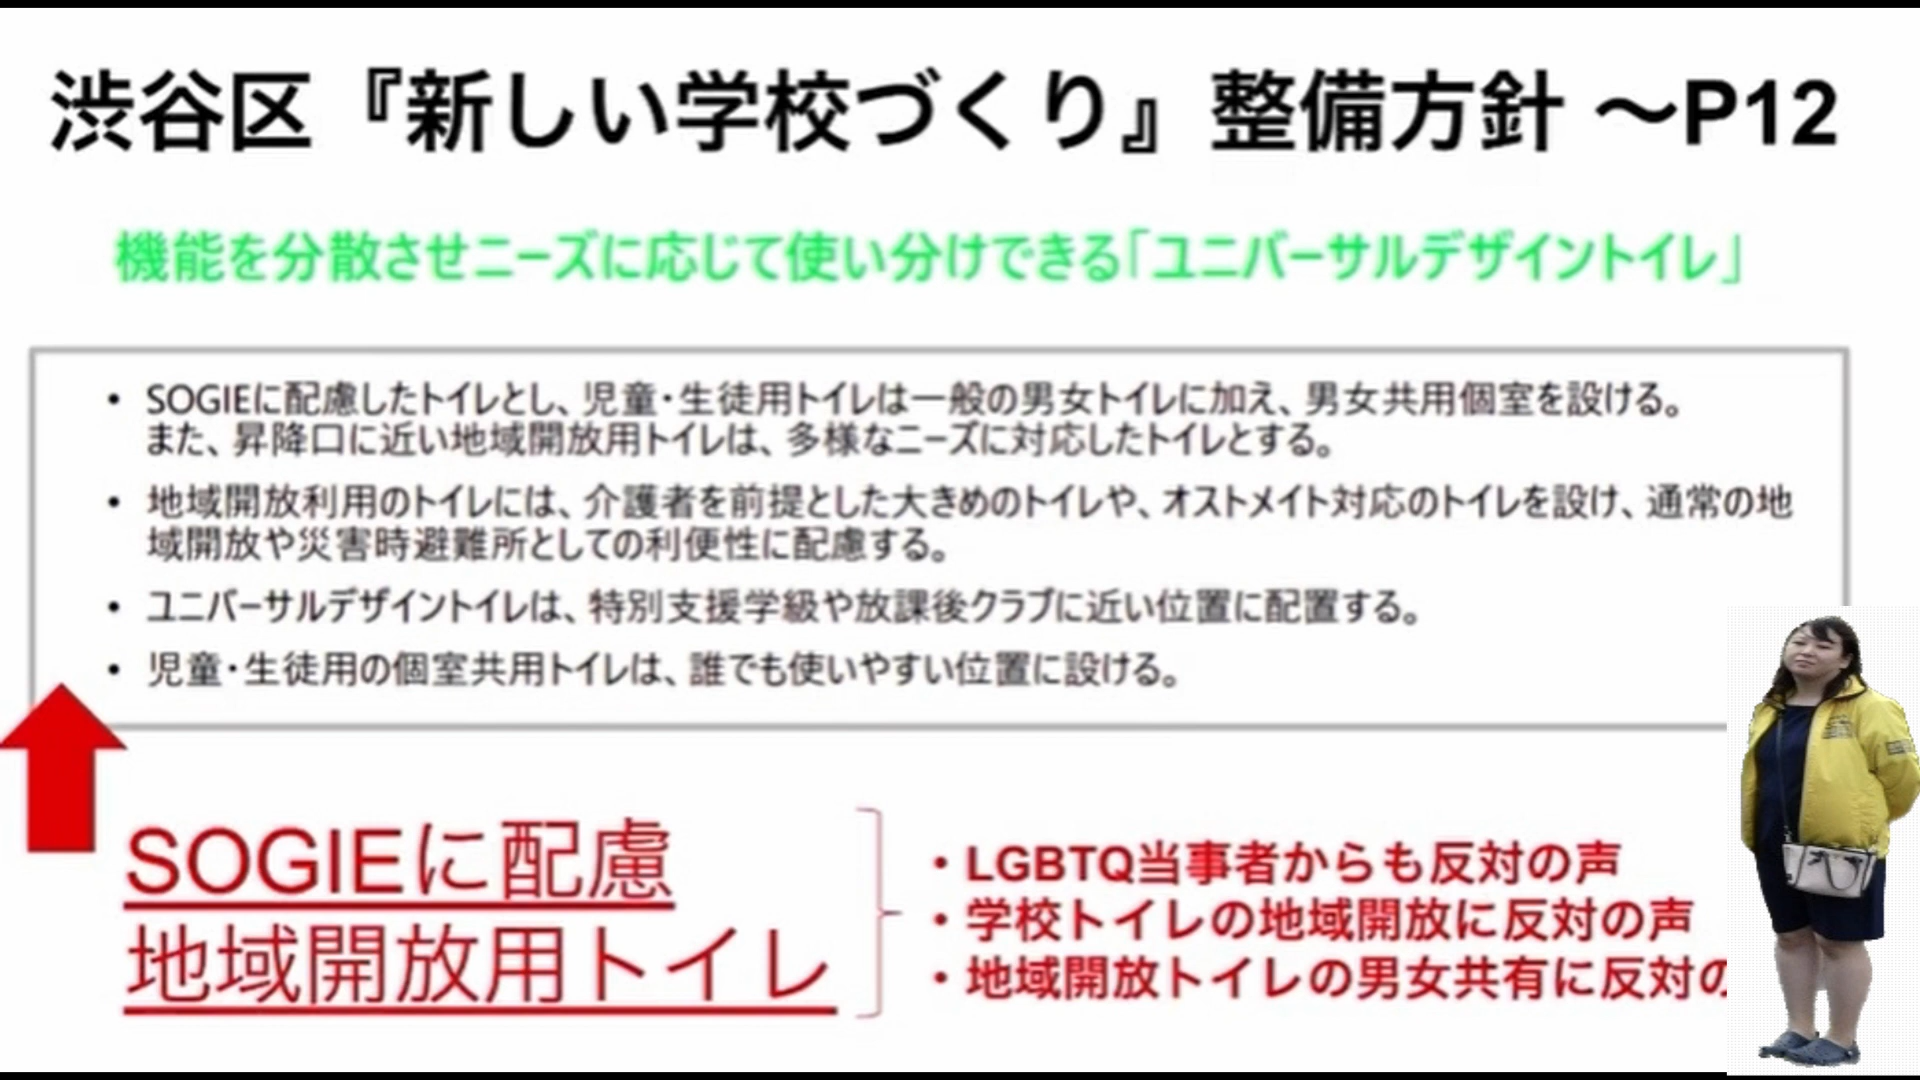 渋谷区『新しい学校づくり』整備方針 ～P12
機能を分散させニーズに応じて使い分けできる「ユニバーサルデザイントイレ」
• SOGIEに配慮したトイレとし、児童・生徒用トイレは一般の男女トイレに加え、男女共用個室を設ける。
また、昇降口に近い地域開放用トイレは、多様なニーズに対応したトイレとする。
• 地域開放利用のトイレには、介護者を前提とした大きめのトイレや、オストメイト対応のトイレを設け、通常の地
域開放や災害時避難所としての利便性に配慮する。
• ユニバーサルデザイントイレは、特別支援学級や放課後クラブに近い位置に配置する。
• 児童・生徒用の個室共用トイレは、誰でも使いやすい位置に設ける。
SOGIEに配慮
地域開放用トイレ
・LGBTQ当事者からも反対の声
・学校トイレの地域開放に反対の声
・地域開放トイレの男女共有に反対の